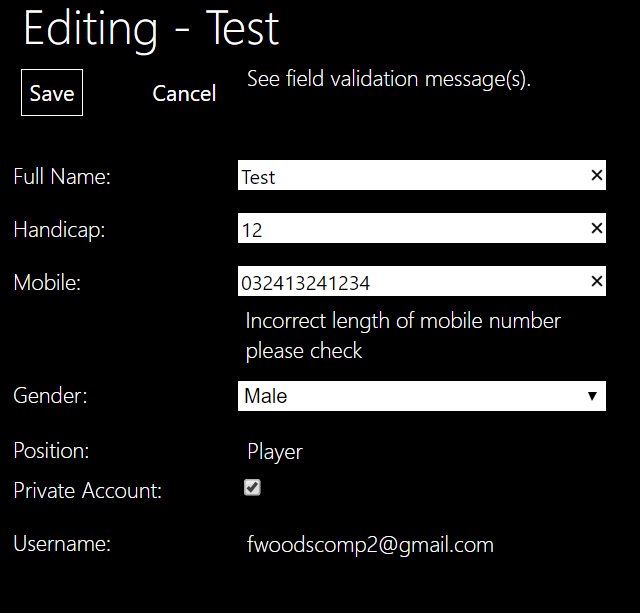 Editing - Test
Save Cancel See field validation message(s).
Full Name: Test ×
Handicap: 12 ×
Mobile: 032413241234 ×
Incorrect length of mobile number
please check
Gender: Male ▼
Position: Player
Private Account:
Username: fwoodscomp2@gmail.com